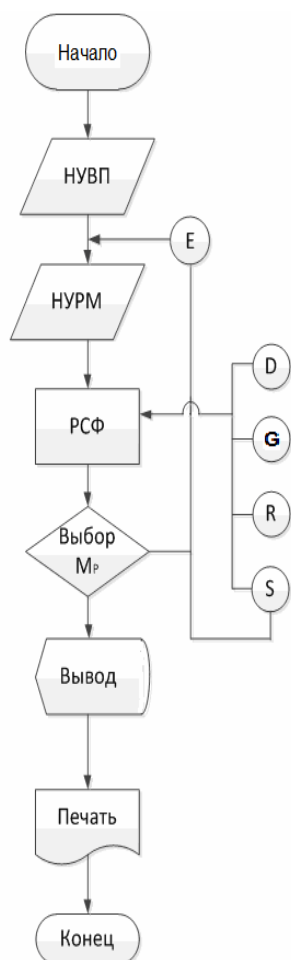 Начало
НУВП
E
НУРМ
D
РСФ
G
R
Выбор
Mр
S
Вывод
Печать
Конец